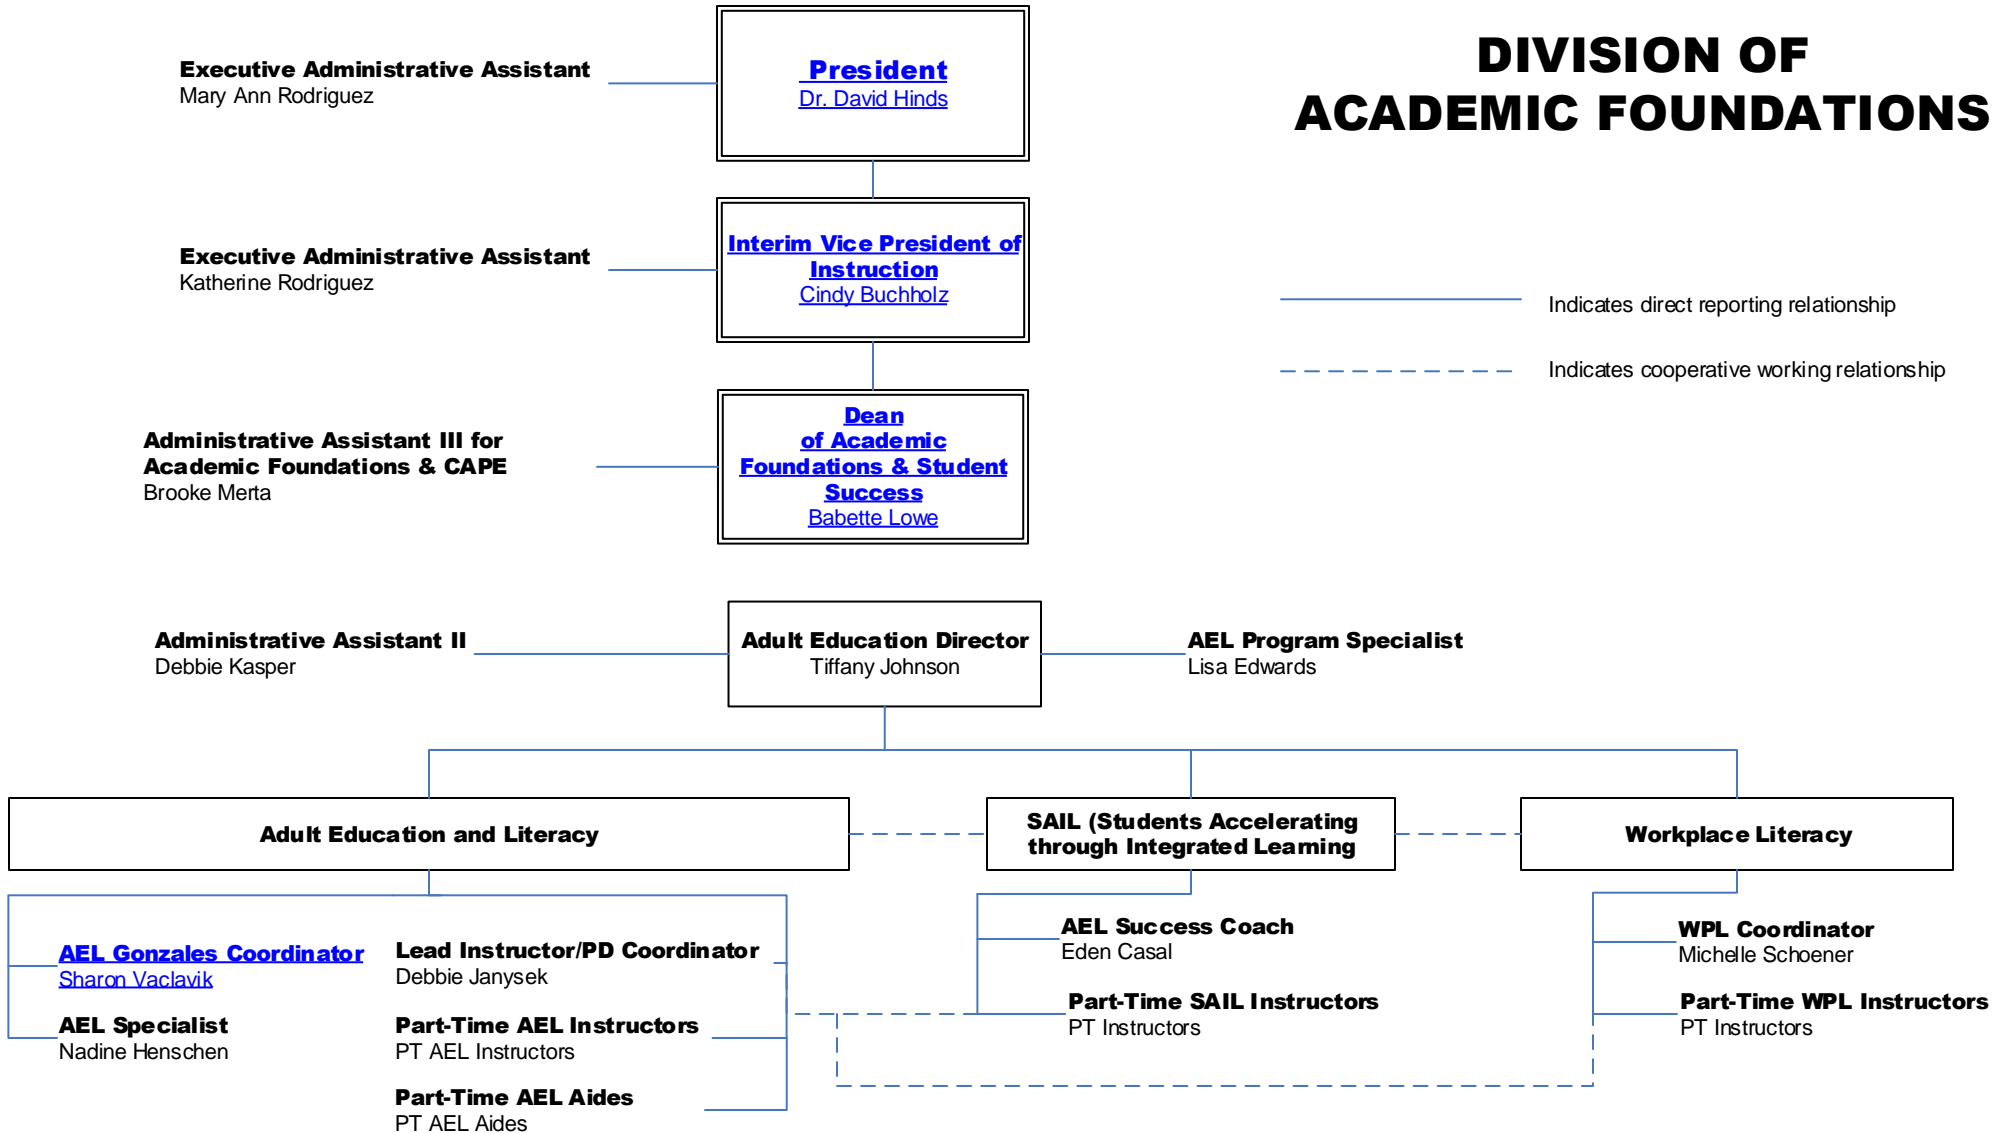 DIVISION OF
ACADEMIC FOUNDATIONS
Executive Administrative Assistant
Mary Ann Rodriguez
President
Dr. David Hinds
Executive Administrative Assistant
Katherine Rodriguez
Interim Vice President of
Instruction
Cindy Buchholz
Indicates direct reporting relationship
Indicates cooperative working relationship
Administrative Assistant III for
Academic Foundations & CAPE
Brooke Merta
Dean
of Academic
Foundations & Student
Success
Babette Lowe
Administrative Assistant II
Debbie Kasper
Adult Education Director
Tiffany Johnson
AEL Program Specialist
Lisa Edwards
Adult Education and Literacy
SAIL (Students Accelerating
through Integrated Learning
Workplace Literacy
AEL Gonzales Coordinator
Sharon Vaclavik
AEL Specialist
Nadine Henschen
Lead Instructor/PD Coordinator
Debbie Janysek
Part-Time AEL Instructors
PT AEL Instructors
Part-Time AEL Aides
PT AEL Aides
AEL Success Coach
Eden Casal
Part-Time SAIL Instructors
PT Instructors
WPL Coordinator
Michelle Schoener
Part-Time WPL Instructors
PT Instructors